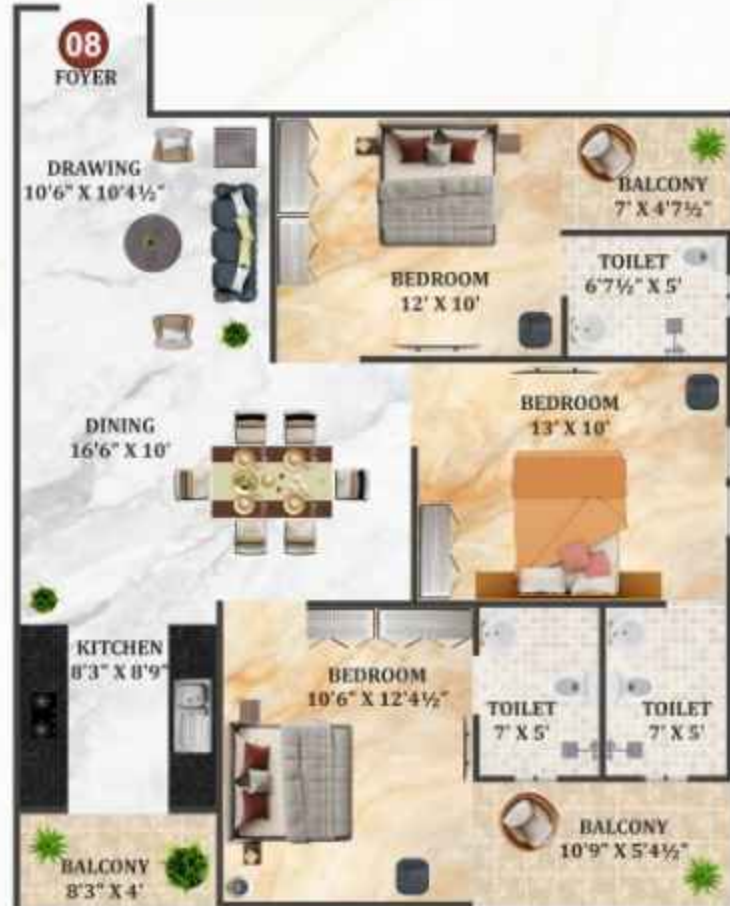 08
FOYER
DRAWING
10'6" X 10'4½"
BALCONY
7' X 4'7½"
TOILET
6'7½" X 5'
BEDROOM
12' X 10'
BEDROOM
13' X 10'
DINING
16'6" X 10'
KITCHEN
8'3" X 8'9"
BEDROOM
10'6" X 12'4½"
TOILET
7' X 5'
TOILET
7' X 5'
BALCONY
10'9" X 5'4½"
BALCONY
8'3" X 4'